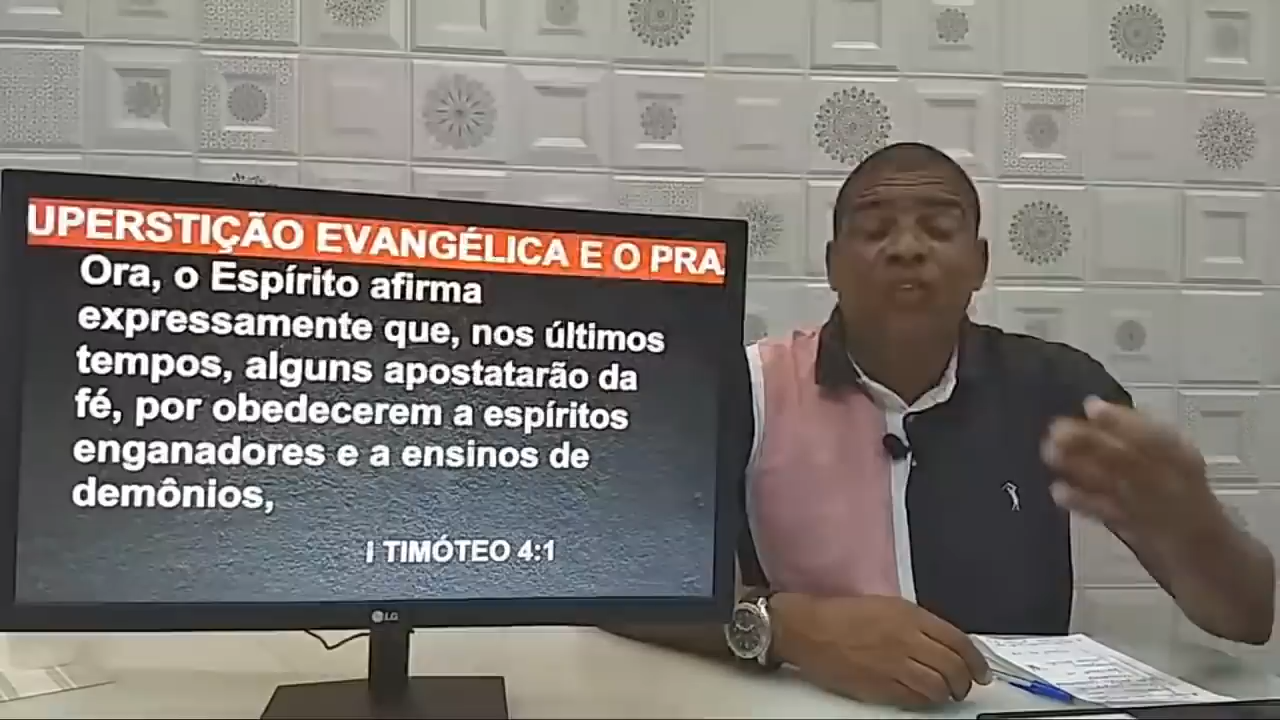 UPERSTIÇÃO EVANGÉLICA E O PRA
Ora, o Espírito afirma
expressamente que, nos últimos
tempos, alguns apostatarão da
fé, por obedecerem a espíritos
enganadores e a ensinos de
demônios,
I TIMÓTEO 4:1
LG